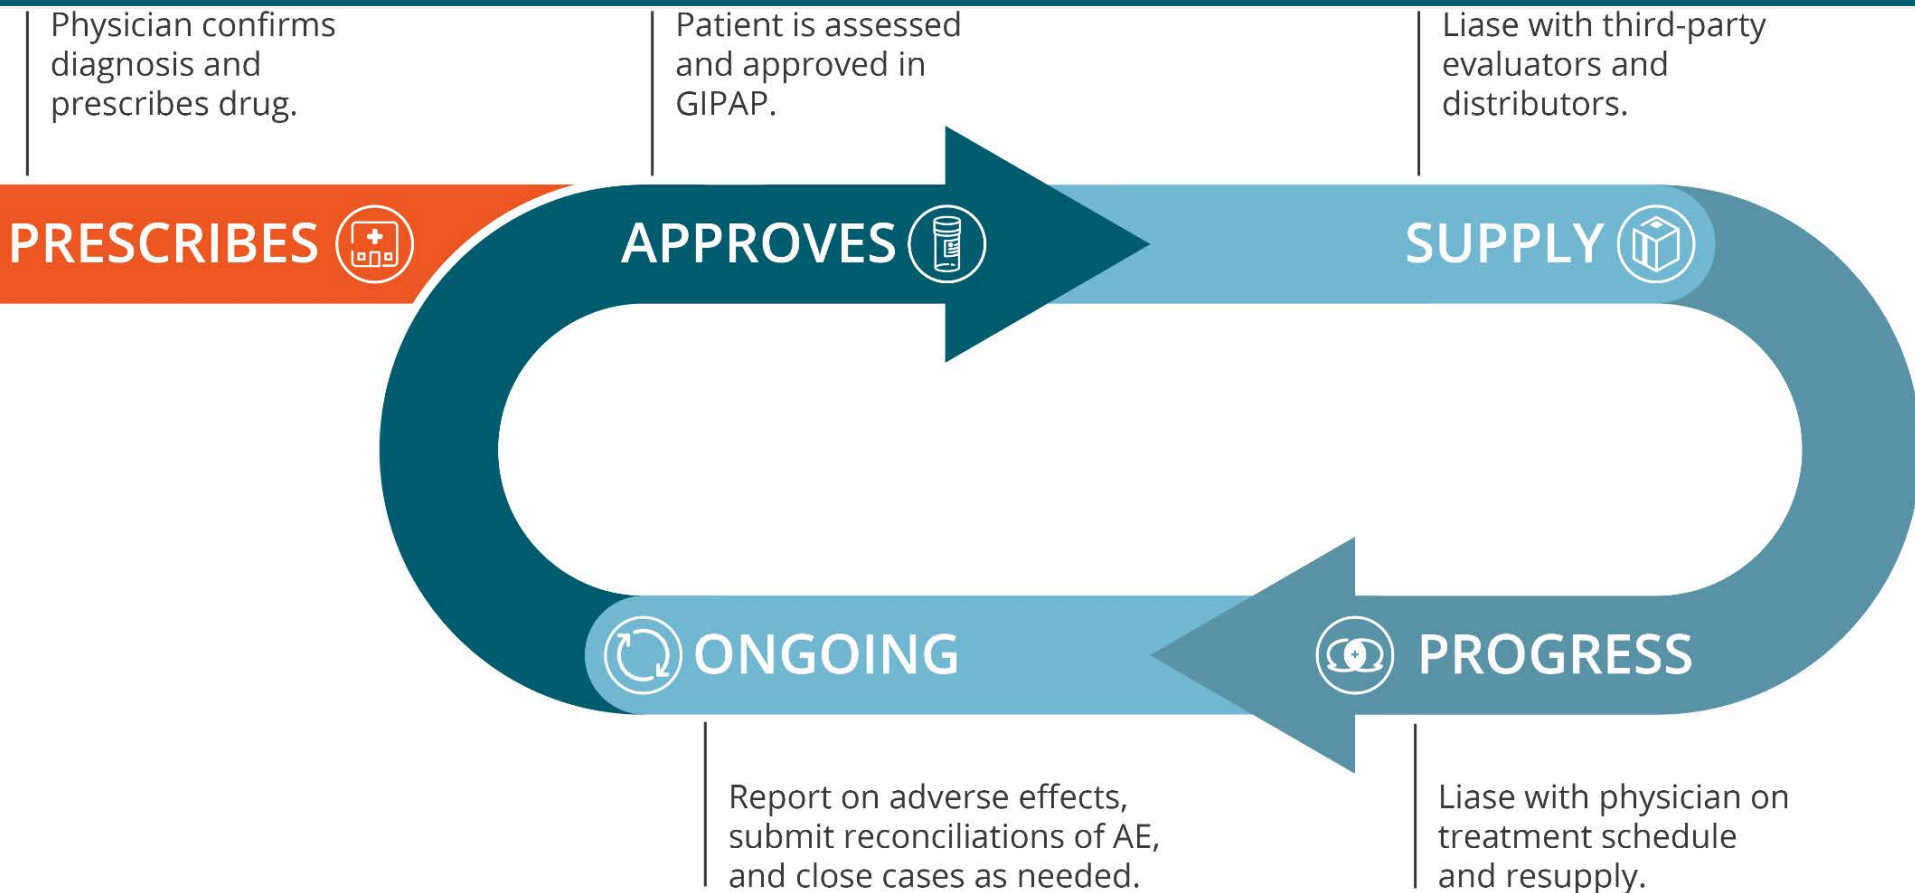 Physician confirms
diagnosis and
prescribes drug.
Patient is assessed
and approved in
GIPAP.
Liase with third-party
evaluators and
distributors.
PRESCRIBES
APPROVES
SUPPLY
ONGOING
PROGRESS
Report on adverse effects,
submit reconciliations of AE,
and close cases as needed.
Liase with physician on
treatment schedule
and resupply.